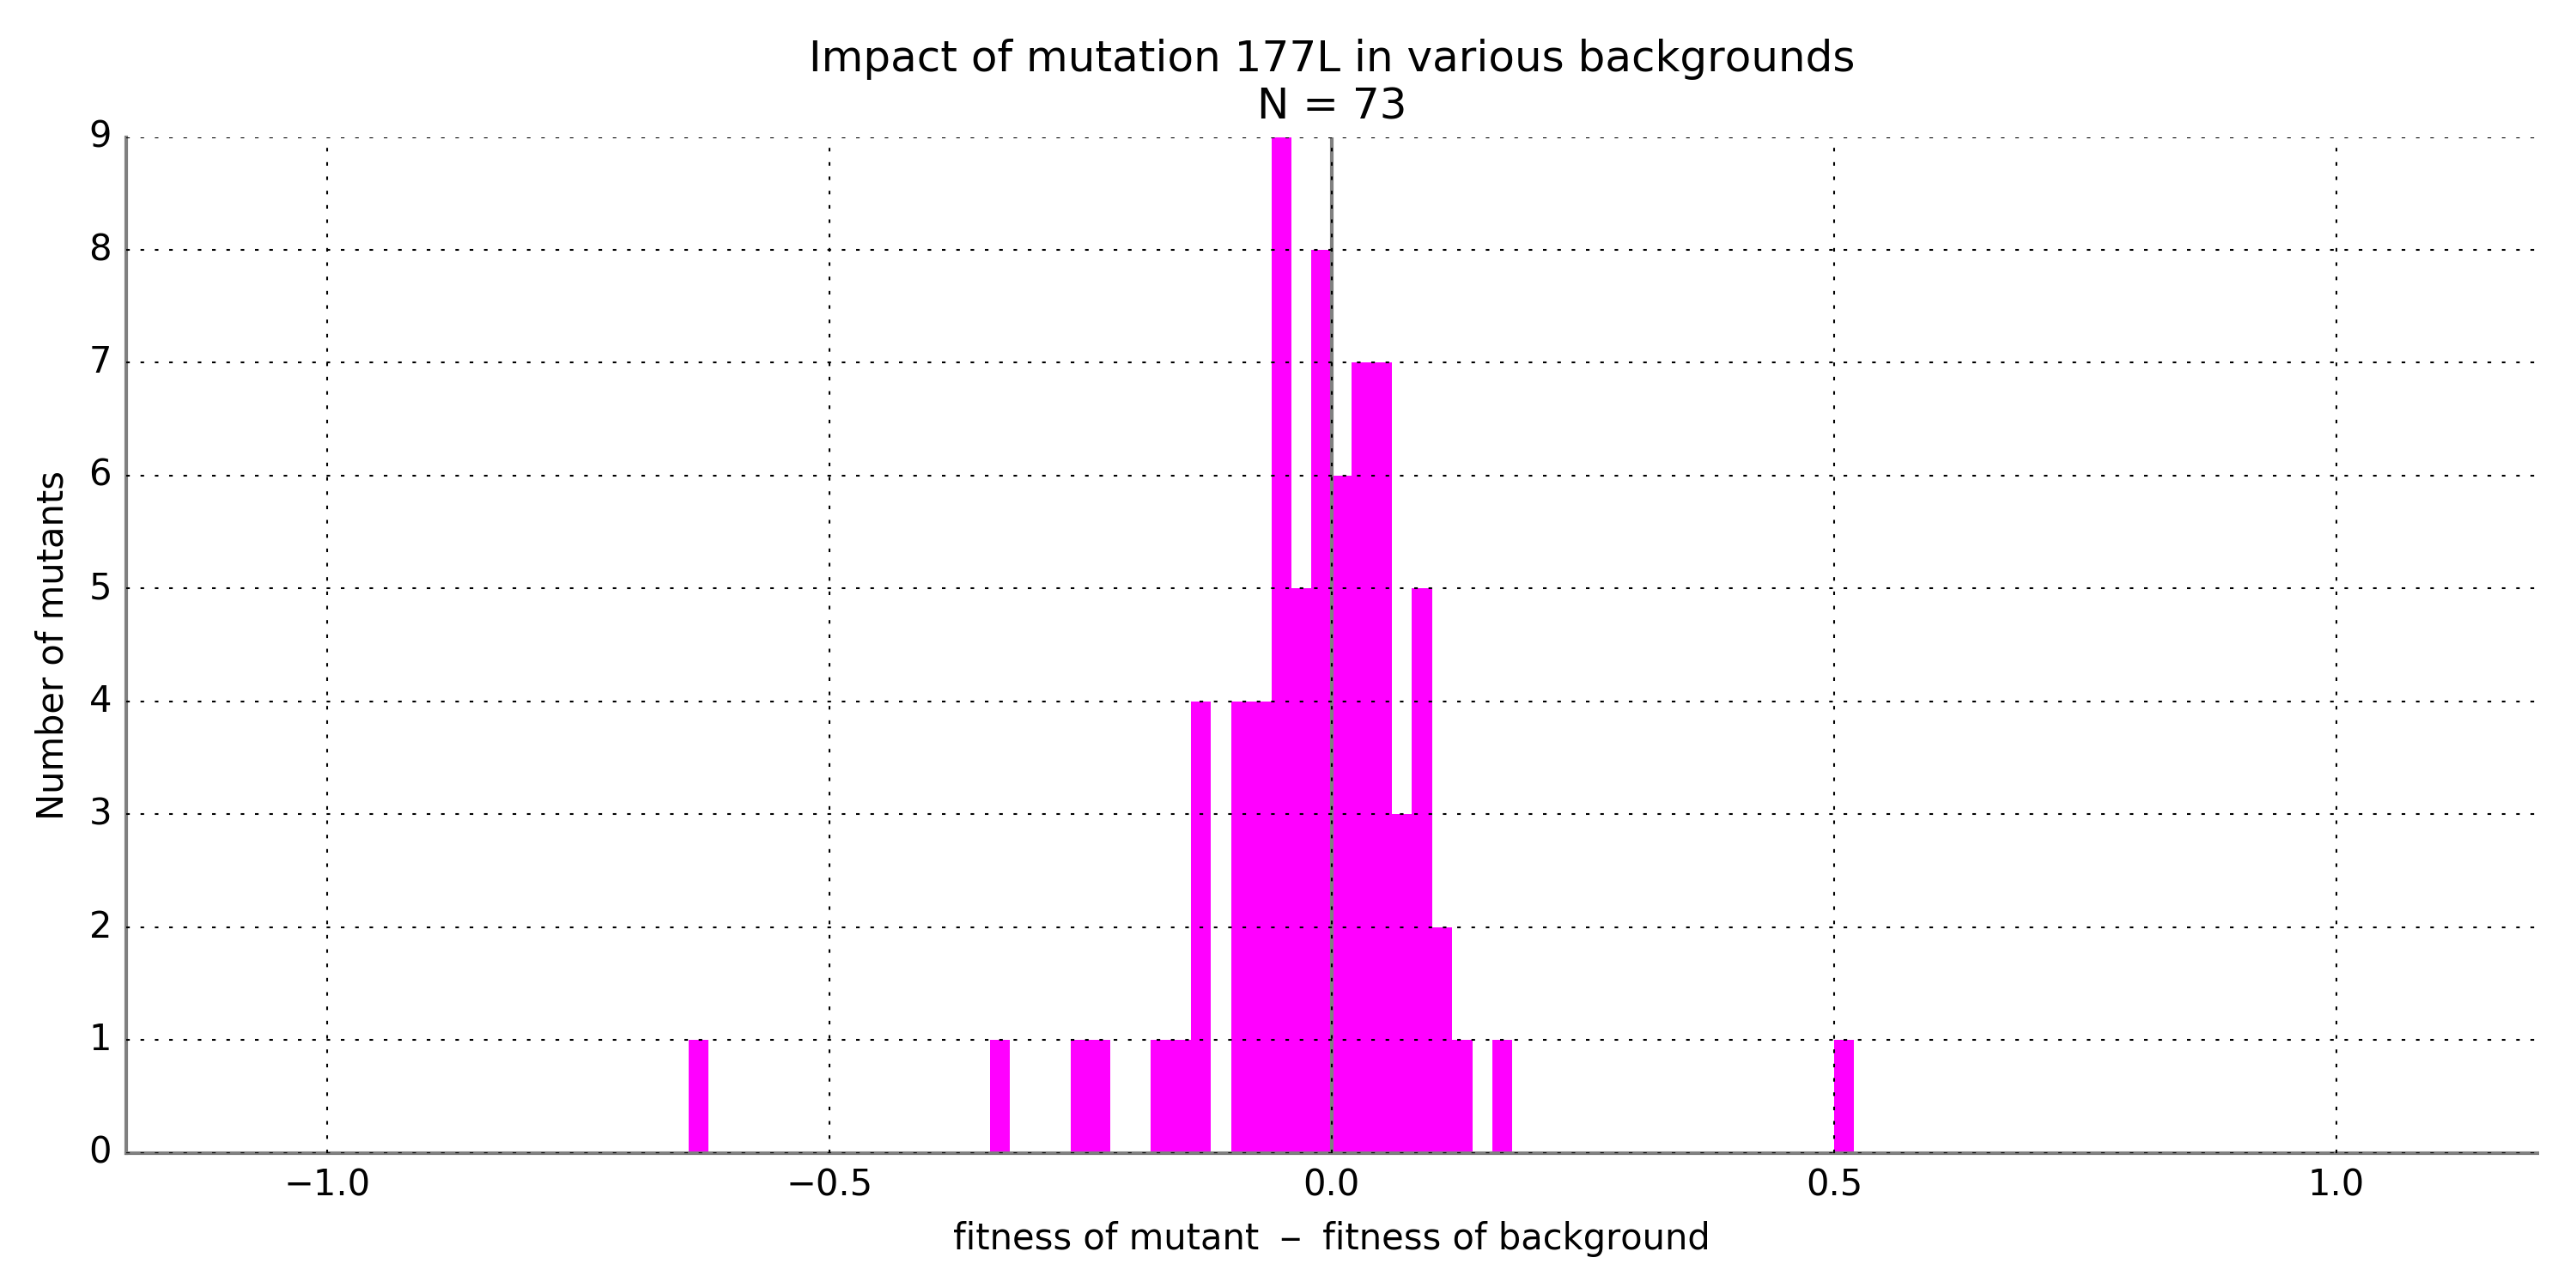 Impact of mutation 177L in various backgrounds
N = 73
9
8
7
6
5
4
3
2
1
0
Number of mutants
−1.0 −0.5 0.0 0.5 1.0
fitness of mutant – fitness of background